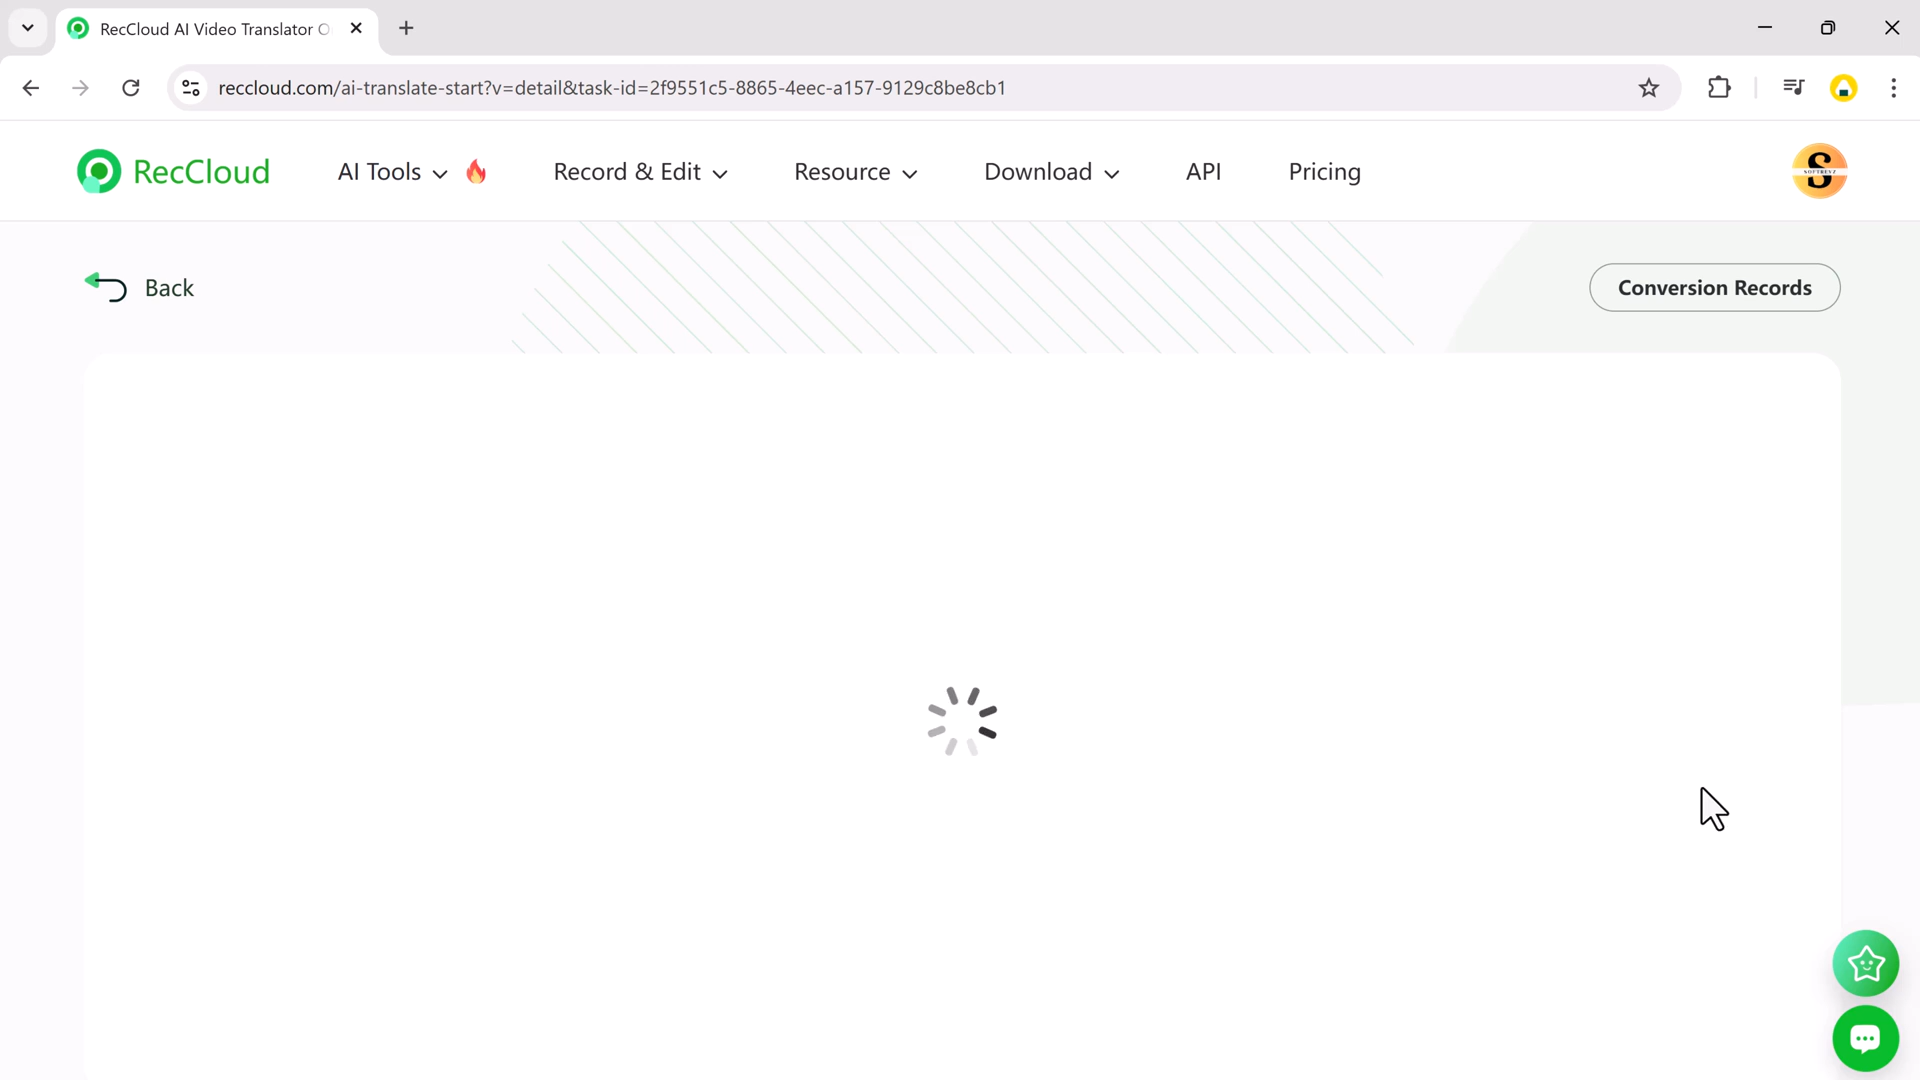 RecCloud AI Video Translator O
reccloud.com/ai-translate-start?v=detail&task-id=2f9551c5-8865-4eec-a157-9129c8be8cb1
RecCloud
AI Tools
Record & Edit
Resource
Download
API
Pricing
S
SOFTREVZ
Back
Conversion Records